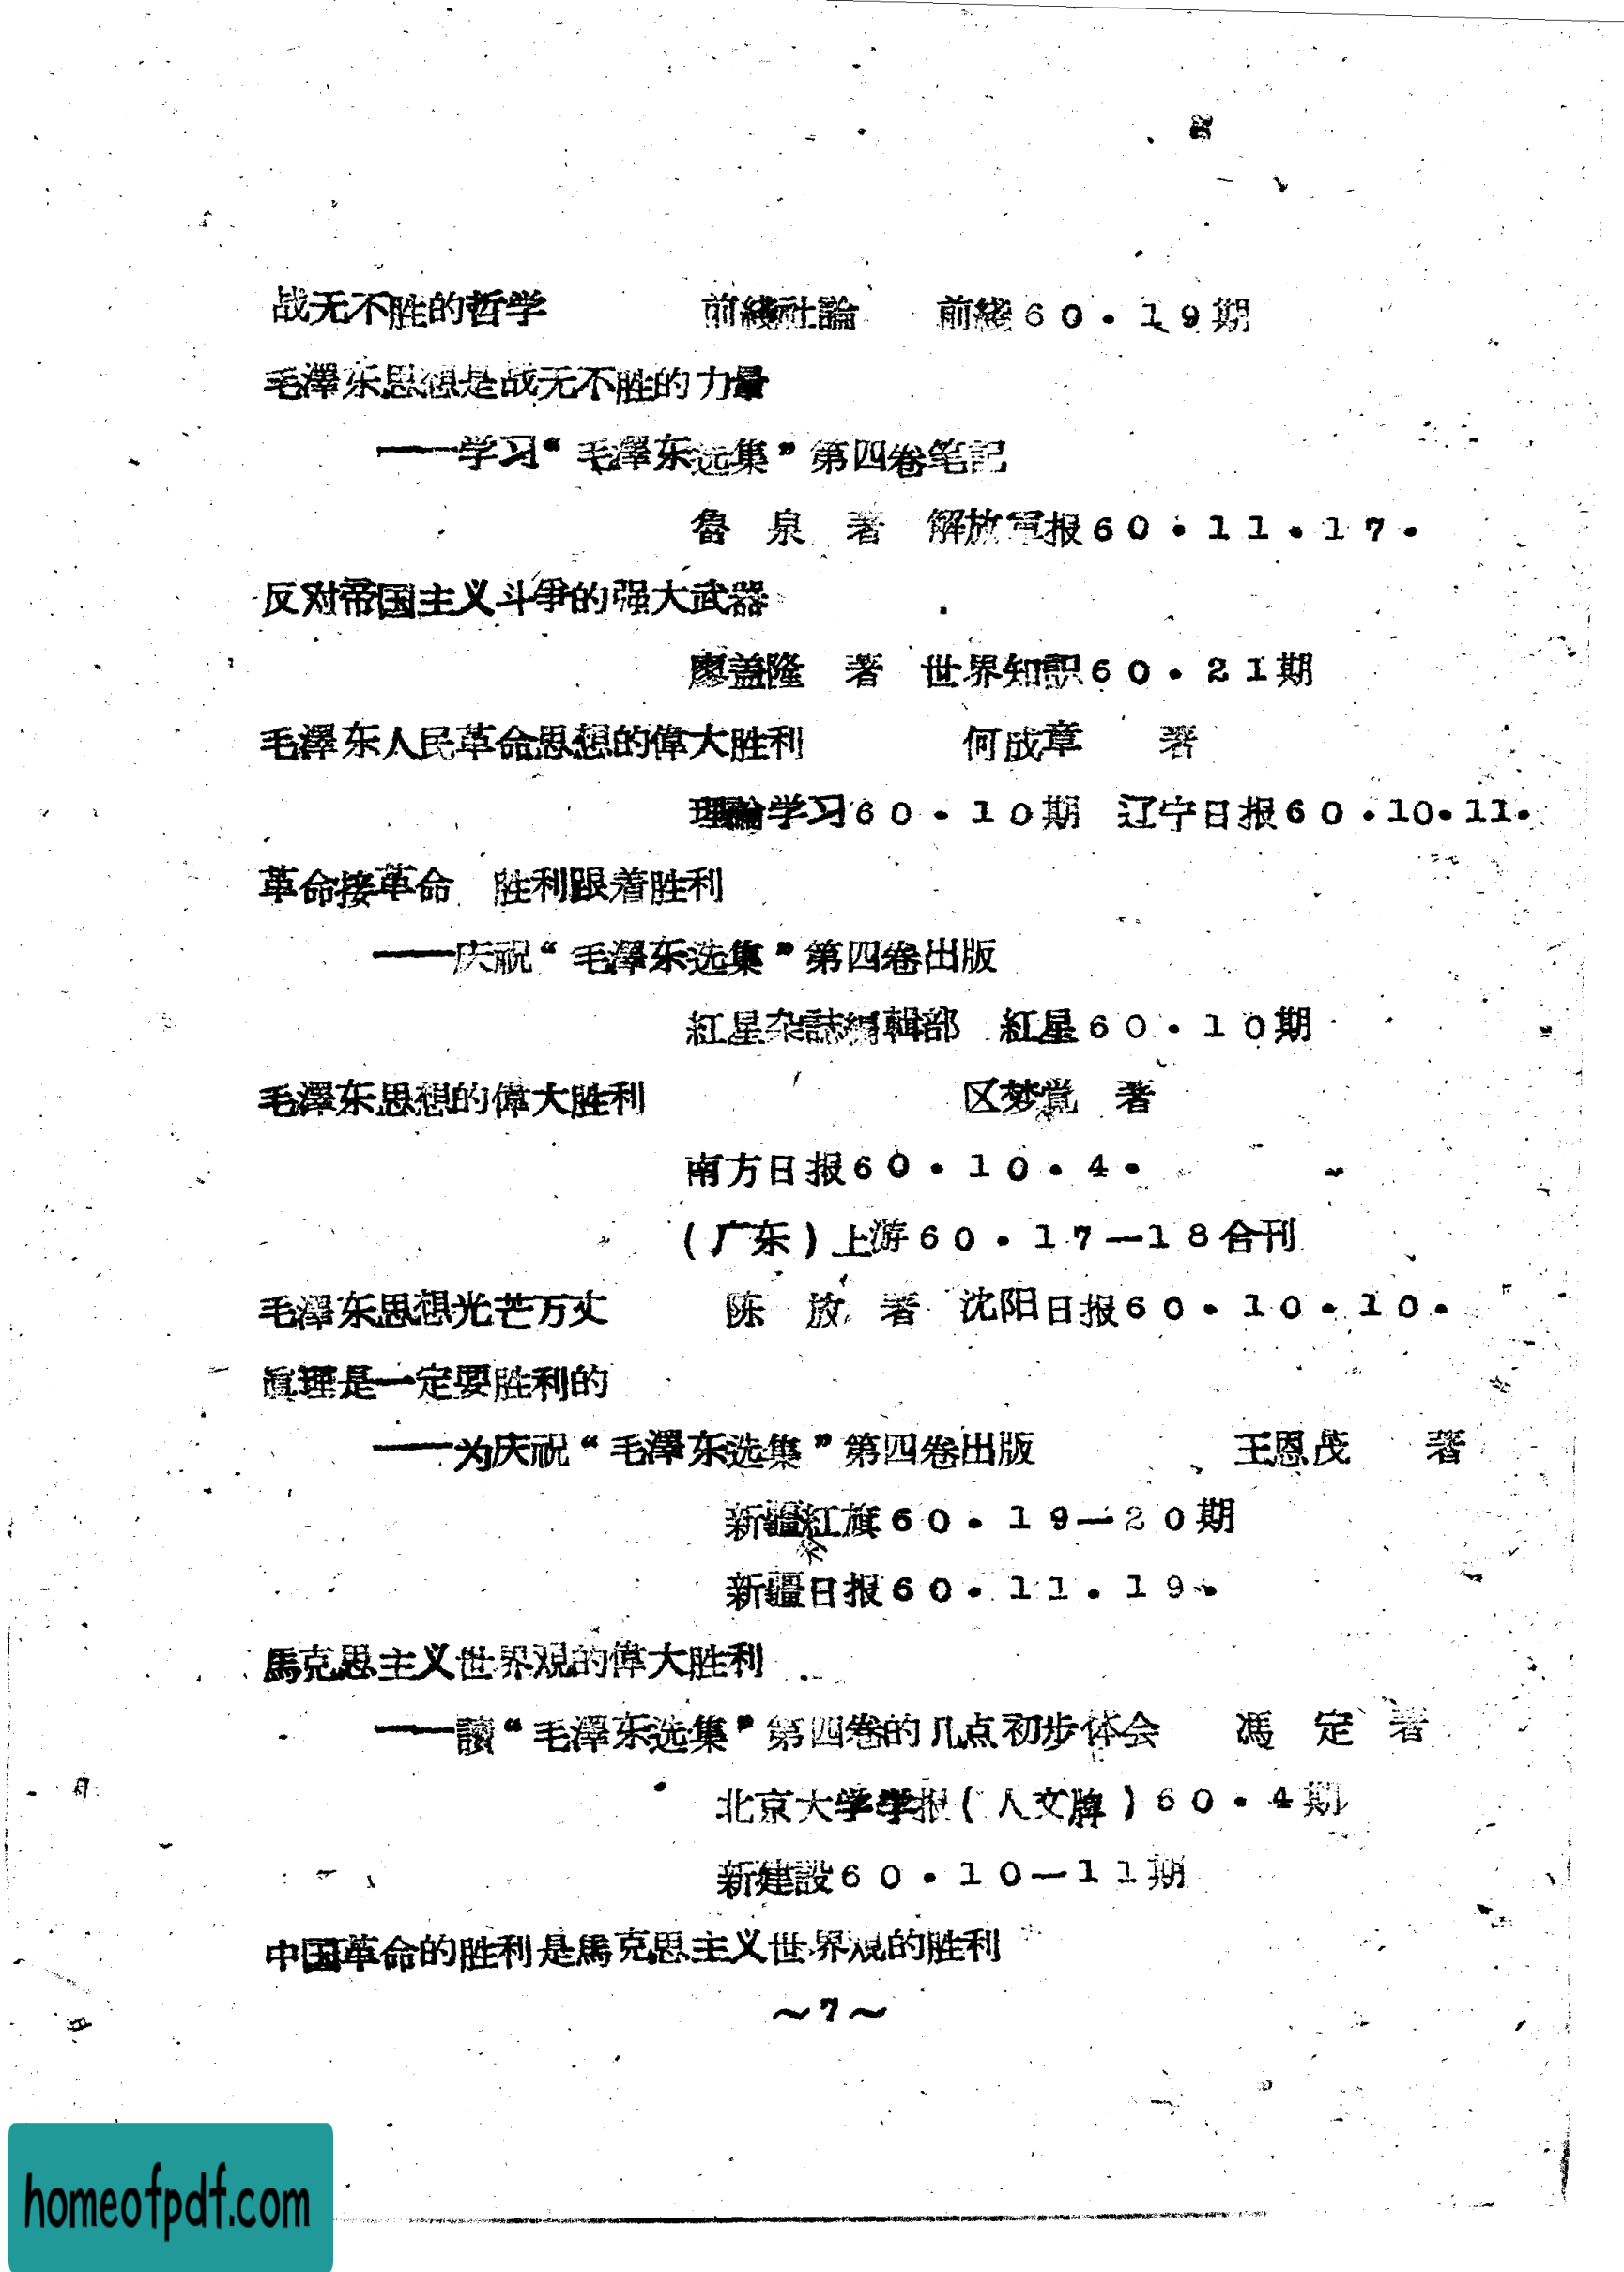 战无不胜的哲学　　前綫社論　　前綫60·19期
毛澤东思想是战无不胜的力量
——学习“毛澤东选集”第四卷笔記
魯　泉　著　解放軍报60·11·17·
反对帝国主义斗爭的强大武器
廖盖隆　著　世界知識60·21期
毛澤东人民革命思想的偉大胜利　　何成章　　著
理論学习60·10期　辽宁日报60·10·11·
革命接革命　胜利跟着胜利
——庆祝“毛澤东选集”第四卷出版
紅星杂誌編輯部　紅星60·10期
毛澤东思想的偉大胜利　　区梦觉　著
南方日报60·10·4·
(广东)上游60·17—18合刊
毛澤东思想光芒万丈　　陈　放　著　沈阳日报60·10·10·
眞理是一定要胜利的
——为庆祝“毛澤东选集”第四卷出版　　王恩茂　　著
新疆紅旗60·19—20期
新疆日报60·11·19·
馬克思主义世界观的偉大胜利
——讀“毛澤东选集”第四卷的几点初步体会　　馮　定　著
北京大学学报(人文牌)60·4期
新建設60·10—11期
中国革命的胜利是馬克思主义世界观的胜利
～7～
homeofpdf.com